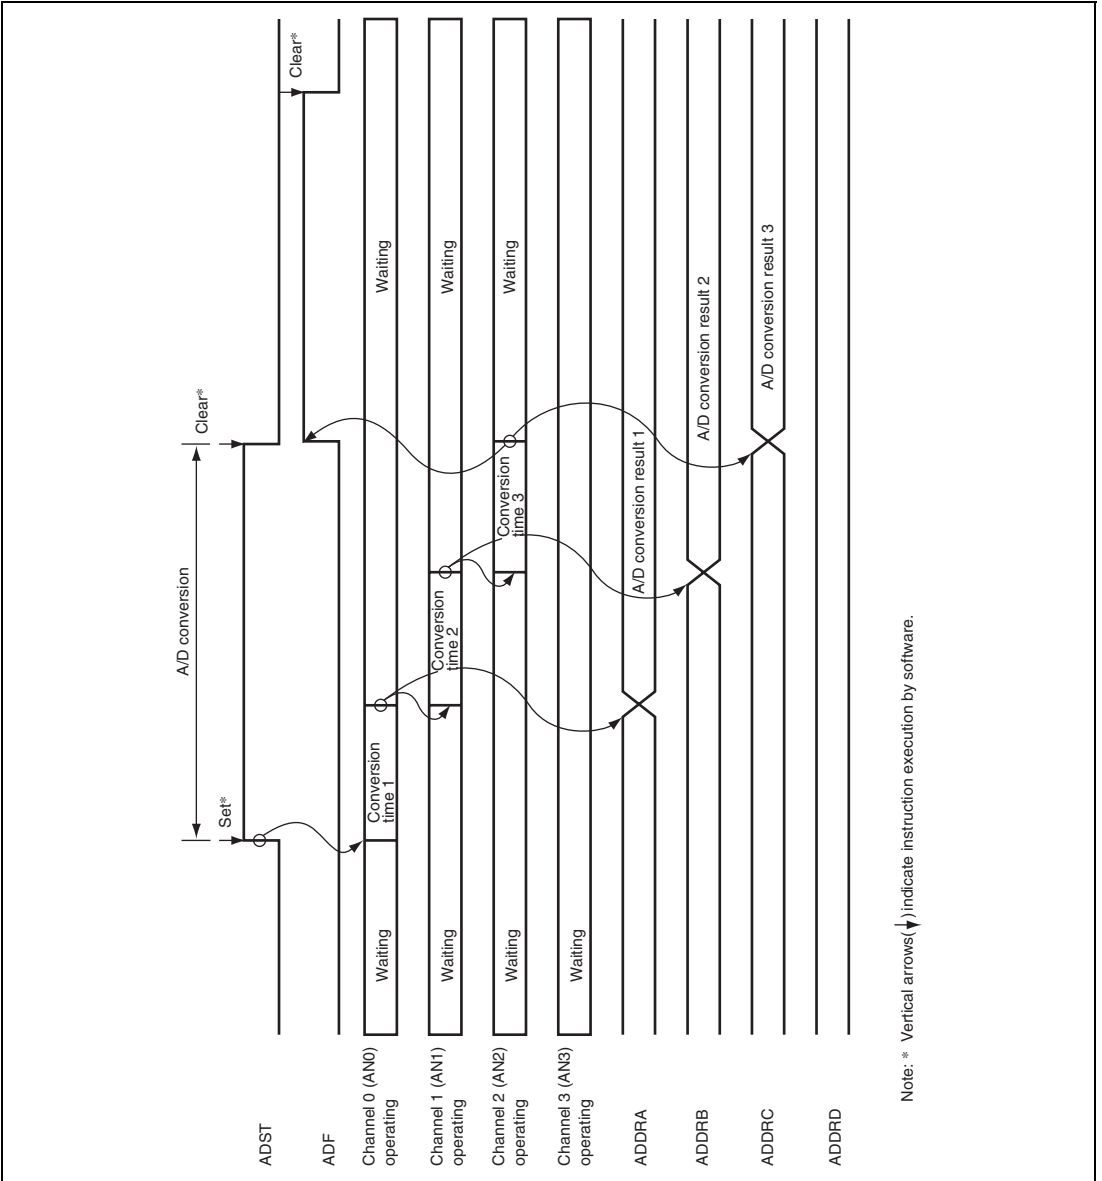 A/D conversion
Set*
Clear*
Clear*
ADST
ADF
Channel 0 (AN0)
operating
Waiting
Conversion
time 1
Waiting
Channel 1 (AN1)
operating
Waiting
Conversion
time 2
Waiting
Channel 2 (AN2)
operating
Waiting
Conversion
time 3
Waiting
Channel 3 (AN3)
operating
Waiting
ADDRA
A/D conversion result 1
ADDRB
A/D conversion result 2
ADDRC
A/D conversion result 3
ADDRD
Note: * Vertical arrows(↓)indicate instruction execution by software.